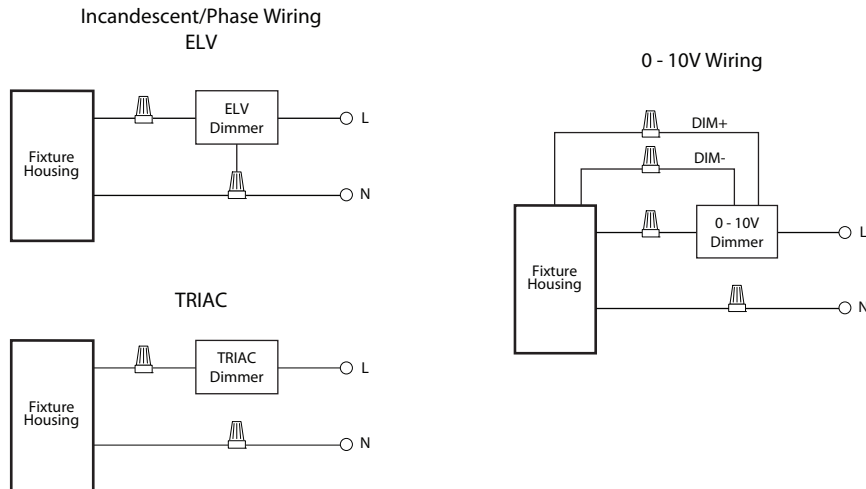 Incandescent/Phase Wiring
ELV
Fixture
Housing
ELV
Dimmer
L
N
TRIAC
Fixture
Housing
TRIAC
Dimmer
L
N
0 - 10V Wiring
DIM+
DIM-
Fixture
Housing
0 - 10V
Dimmer
L
N